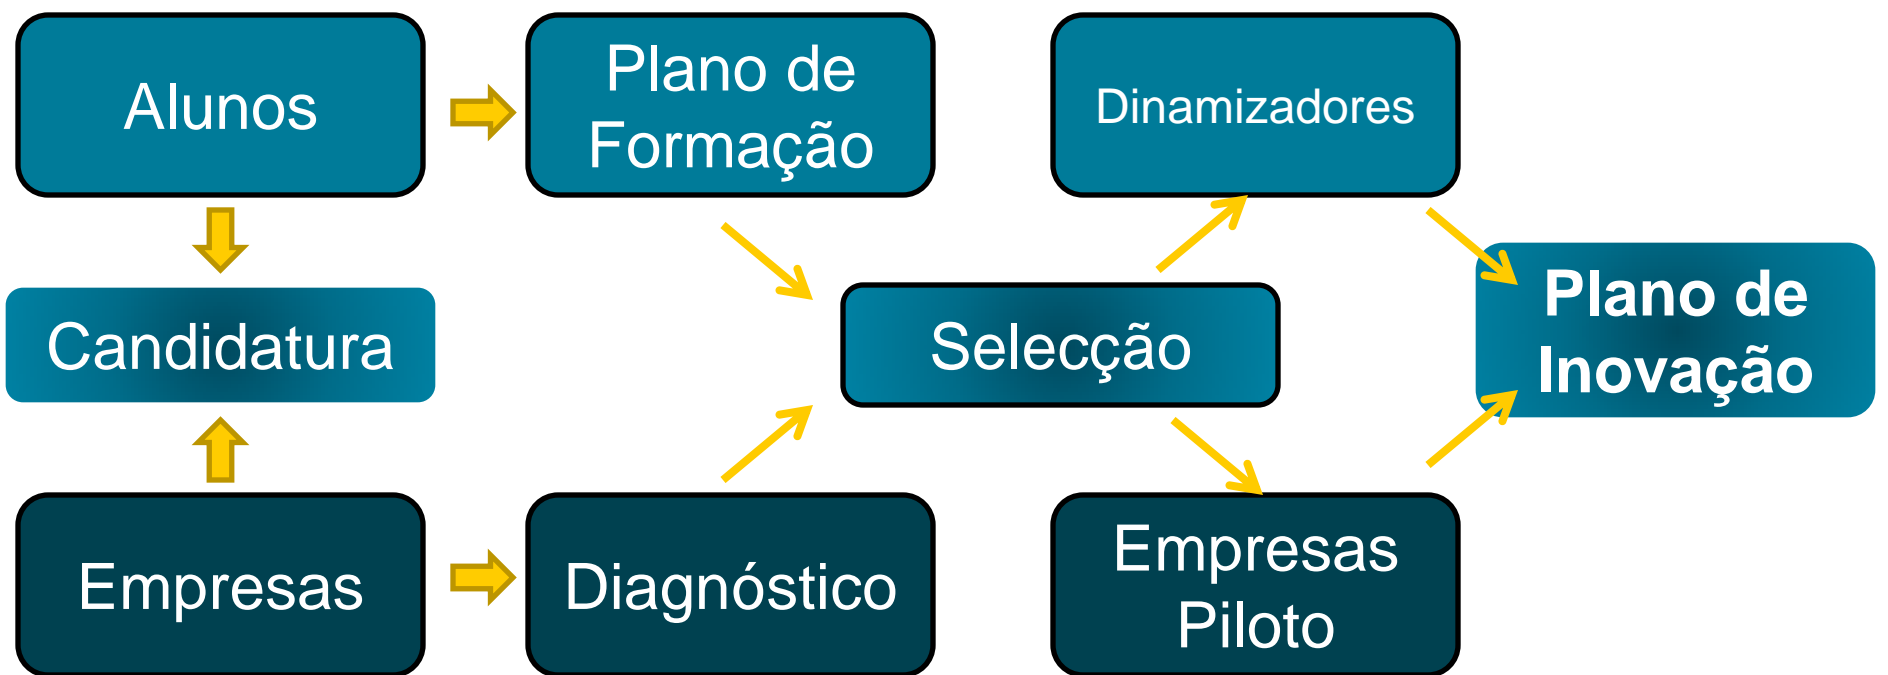 Alunos
Plano de
Formação
Dinamizadores
Candidatura
Selecção
Plano de
Inovação
Empresas
Diagnóstico
Empresas
Piloto